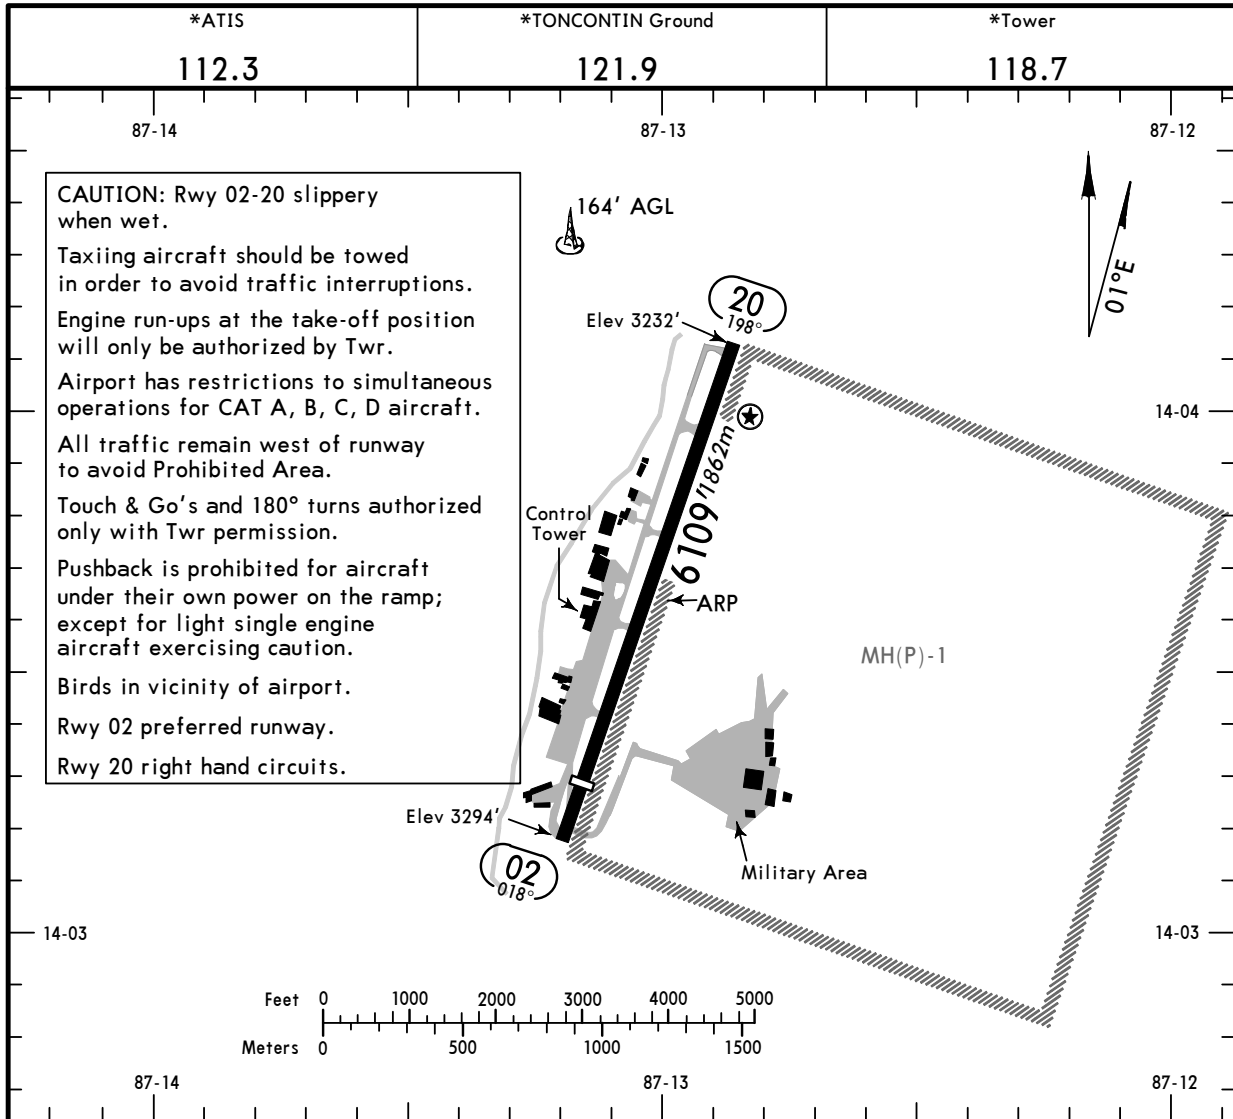 *ATIS
112.3
*TONCONTIN Ground
121.9
*Tower
118.7
87-14
87-13
87-12
CAUTION: Rwy 02-20 slippery
when wet.
Taxiing aircraft should be towed
in order to avoid traffic interruptions.
Engine run-ups at the take-off position
will only be authorized by Twr.
Airport has restrictions to simultaneous
operations for CAT A, B, C, D aircraft.
All traffic remain west of runway
to avoid Prohibited Area.
Touch & Go's and 180° turns authorized
only with Twr permission.
Pushback is prohibited for aircraft
under their own power on the ramp;
except for light single engine
aircraft exercising caution.
Birds in vicinity of airport.
Rwy 02 preferred runway.
Rwy 20 right hand circuits.
164' AGL
01°E
20
198°
Elev 3232'
14-04
6109'/1862m
Control
Tower
ARP
MH(P)-1
Elev 3294'
02
018°
Military Area
14-03
14-03
Feet 0 1000 2000 3000 4000 5000
Meters 0 500 1000 1500
87-14
87-13
87-12